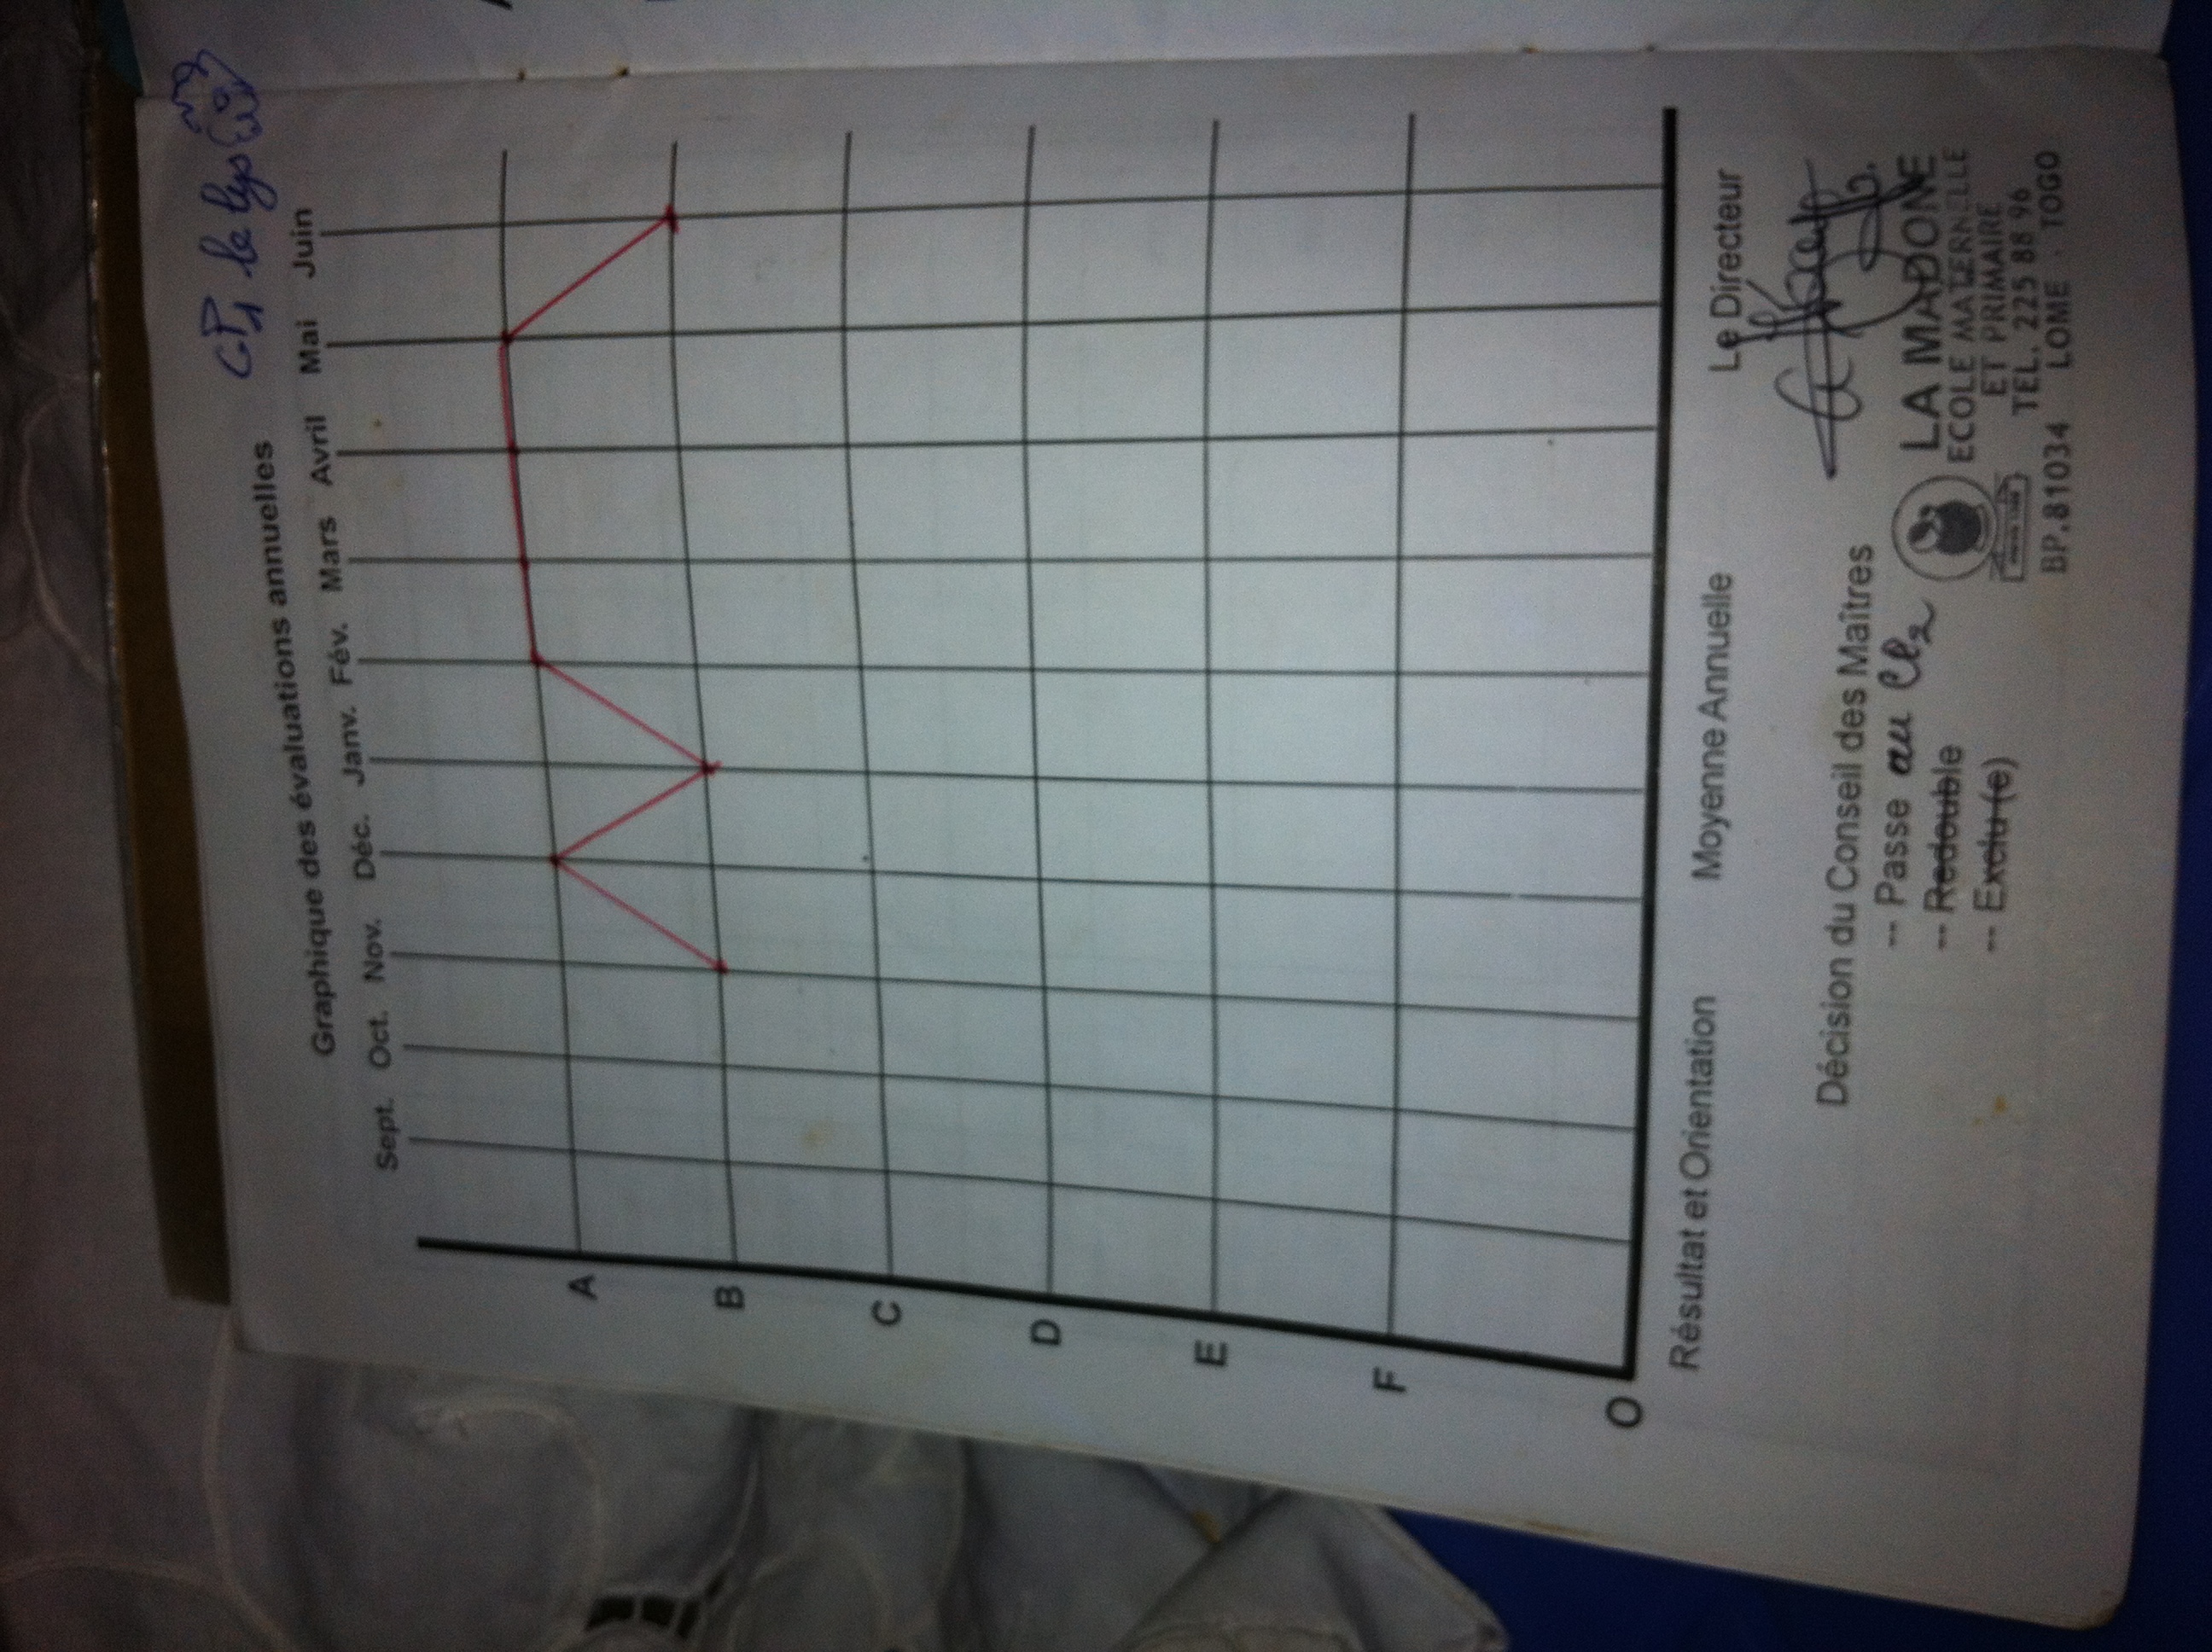 CP1 le lys
Graphique des évaluations annuelles
Sept. Oct. Nov. Déc. Janv. Fév. Mars Avril Mai Juin
A
B
C
D
E
F
O
Résultat et Orientation Moyenne Annuelle Le Directeur
Décision du Conseil des Maîtres
-- Passe au CP2
-- Redouble
-- Exclu (e)
LA MADONE
ECOLE MATERNELLE
ET PRIMAIRE
TEL. 225 88 96
BP.81034 LOME - TOGO